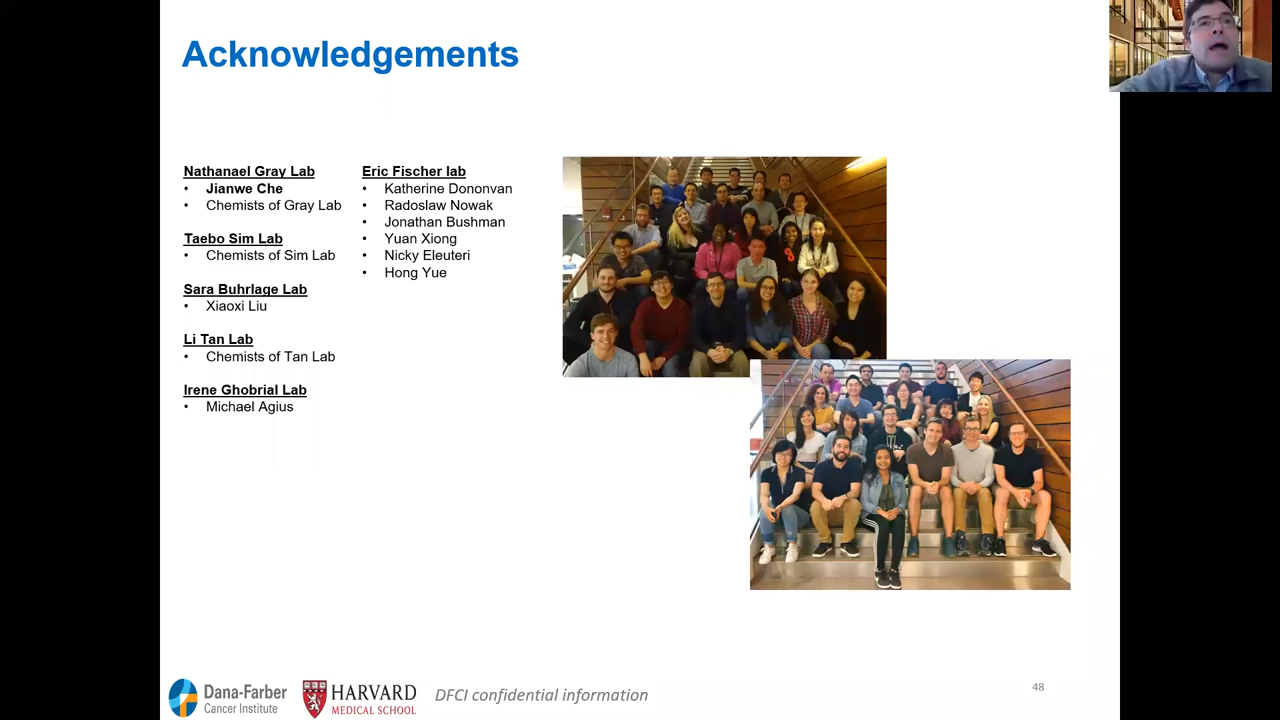 Acknowledgements
Nathanael Gray Lab
• Jianwe Che
• Chemists of Gray Lab
Taebo Sim Lab
• Chemists of Sim Lab
Sara Buhrlage Lab
• Xiaoxi Liu
Li Tan Lab
• Chemists of Tan Lab
Irene Ghobrial Lab
• Michael Agius
Eric Fischer lab
• Katherine Dononvan
• Radoslaw Nowak
• Jonathan Bushman
• Yuan Xiong
• Nicky Eleuteri
• Hong Yue
Dana-Farber
Cancer Institute
HARVARD
MEDICAL SCHOOL
DFCI confidential information
48